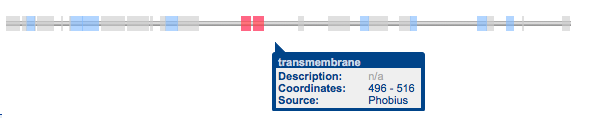 transmembrane
Description: n/a
Coordinates: 496 - 516
Source: Phobius